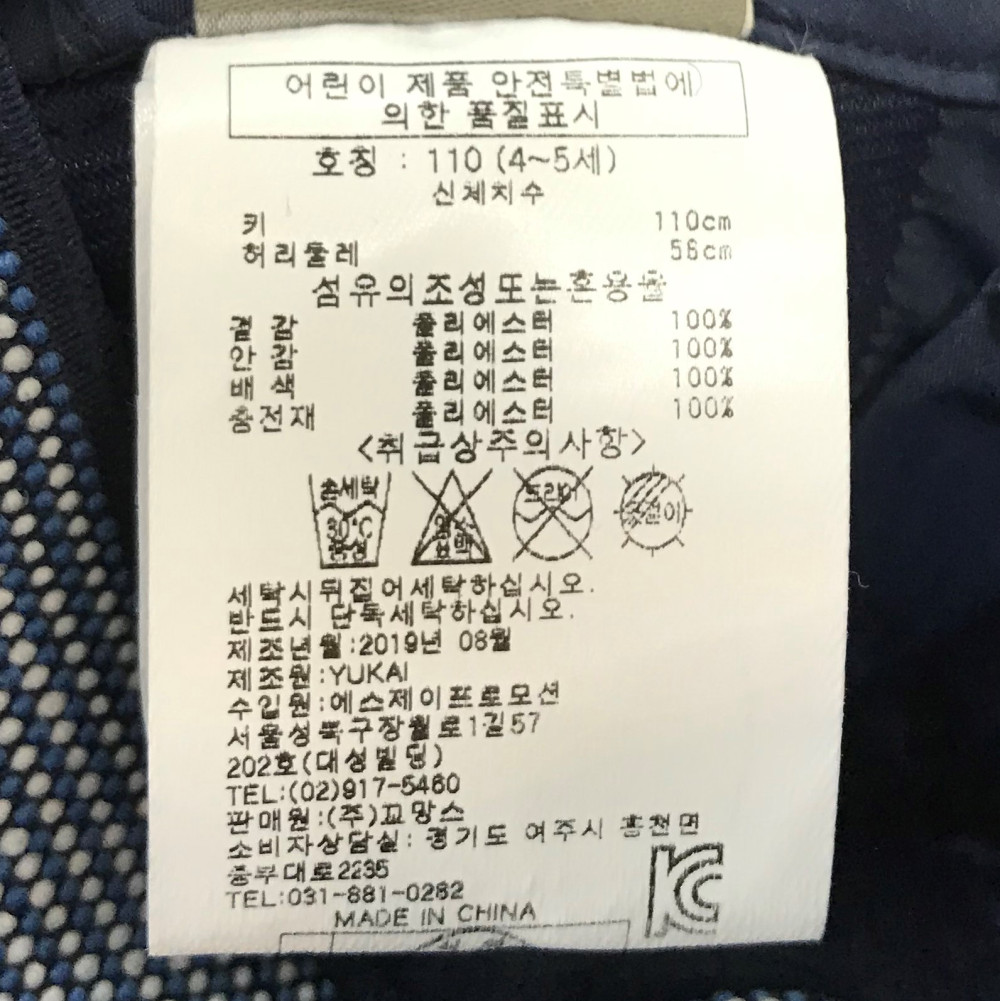 어린이 제품 안전특별법에
의한 품질표시
호칭 : 110 (4~5세)
신체치수
키 110cm
허리둘레 56cm
섬유의조성또는혼용율
겉 감 폴리에스터 100%
안 감 폴리에스터 100%
배 색 폴리에스터 100%
충전재 폴리에스터 100%
<취급상주의사항>
손세탁 염소 드라이
30°C 표백 옷걸이
중성
세탁시뒤집어세탁하십시오.
반드시 단독세탁하십시오.
제조년월:2019년 08월
제조원:YUKAI
수입원:에스제이프로모션
서울성북구장월로1길57
202호(대성빌딩)
TEL:(02)917-5460
판매원:(주)꼬망스
소비자상담실: 경기도 여주시 흥천면
중부대로2235
TEL:031-881-0282
MADE IN CHINA
KC